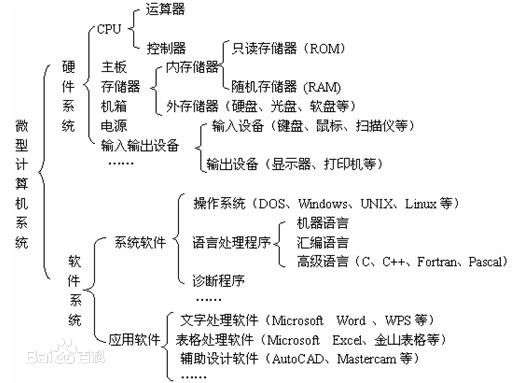 微型计算机系统
硬件系统
CPU
运算器
控制器
主板
存储器
内存储器
只读存储器（ROM）
随机存储器 (RAM)
外存储器（硬盘、光盘、软盘等）
机箱
电源
输入输出设备
输入设备（键盘、鼠标、扫描仪等）
输出设备（显示器、打印机等）
……
软件系统
系统软件
操作系统（DOS、Windows、UNIX、Linux 等）
语言处理程序
机器语言
汇编语言
高级语言（C、C++、Fortran、Pascal）
诊断程序
……
应用软件
文字处理软件（Microsoft Word 、WPS 等）
表格处理软件（Microsoft Excel、金山表格等）
辅助设计软件（AutoCAD、Mastercam 等）
……
Bai百科